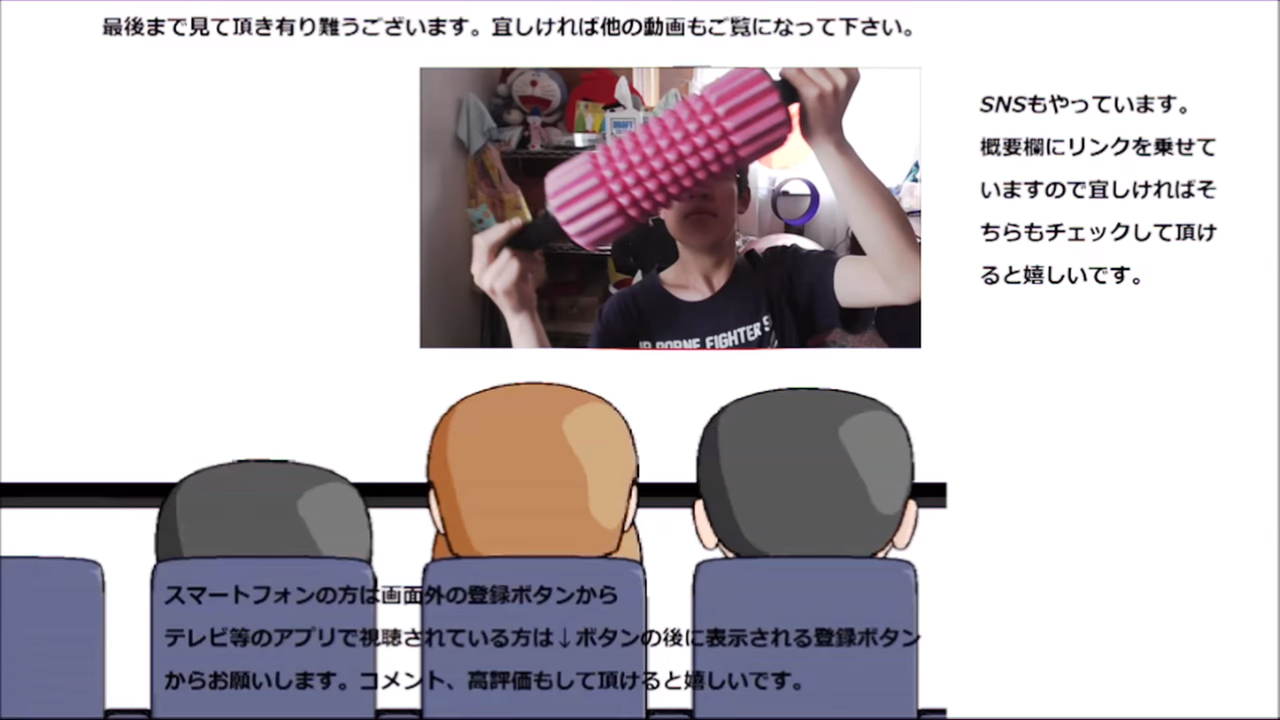 最後まで見て頂き有り難うございます。宜しければ他の動画もご覧になって下さい。
SNSもやっています。
概要欄にリンクを乗せて
いますので宜しければそ
ちらもチェックして頂け
ると嬉しいです。
DRAFT
FIGHTER
スマートフォンの方は画面外の登録ボタンから
テレビ等のアプリで視聴されている方は↓ボタンの後に表示される登録ボタン
からお願いします。コメント、高評価もして頂けると嬉しいです。